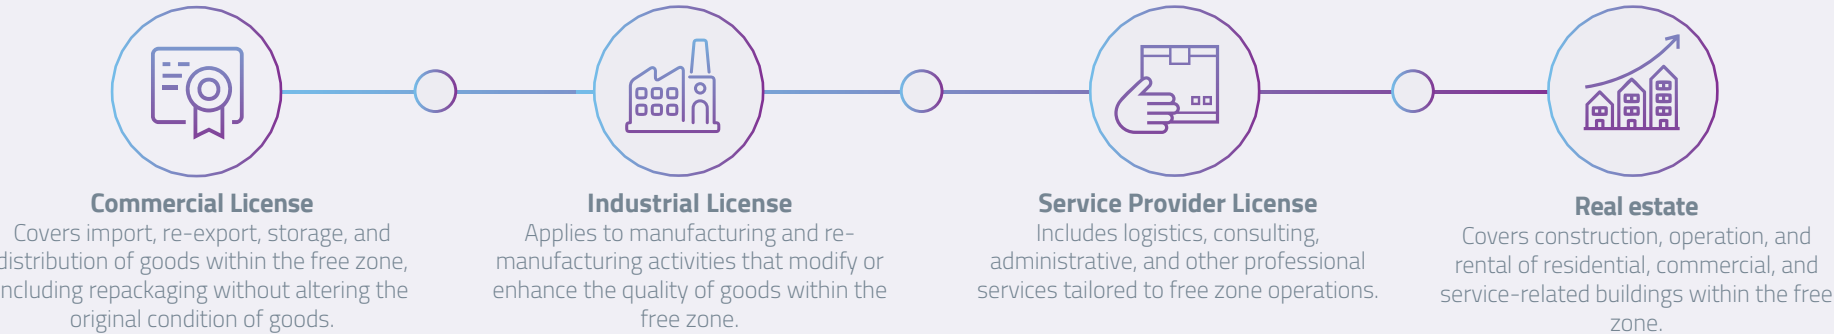 Commercial License
Covers import, re-export, storage, and
distribution of goods within the free zone,
including repackaging without altering the
original condition of goods.
Industrial License
Applies to manufacturing and re-
manufacturing activities that modify or
enhance the quality of goods within the
free zone.
Service Provider License
Includes logistics, consulting,
administrative, and other professional
services tailored to free zone operations.
Real estate
Covers construction, operation, and
rental of residential, commercial, and
service-related buildings within the free
zone.